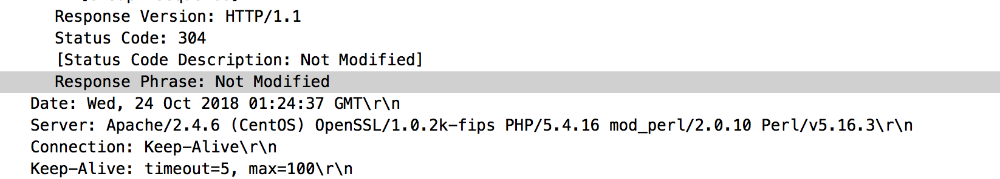 Response Version: HTTP/1.1
Status Code: 304
[Status Code Description: Not Modified]
Response Phrase: Not Modified
Date: Wed, 24 Oct 2018 01:24:37 GMT\r\n
Server: Apache/2.4.6 (CentOS) OpenSSL/1.0.2k-fips PHP/5.4.16 mod_perl/2.0.10 Perl/v5.16.3\r\n
Connection: Keep-Alive\r\n
Keep-Alive: timeout=5, max=100\r\n